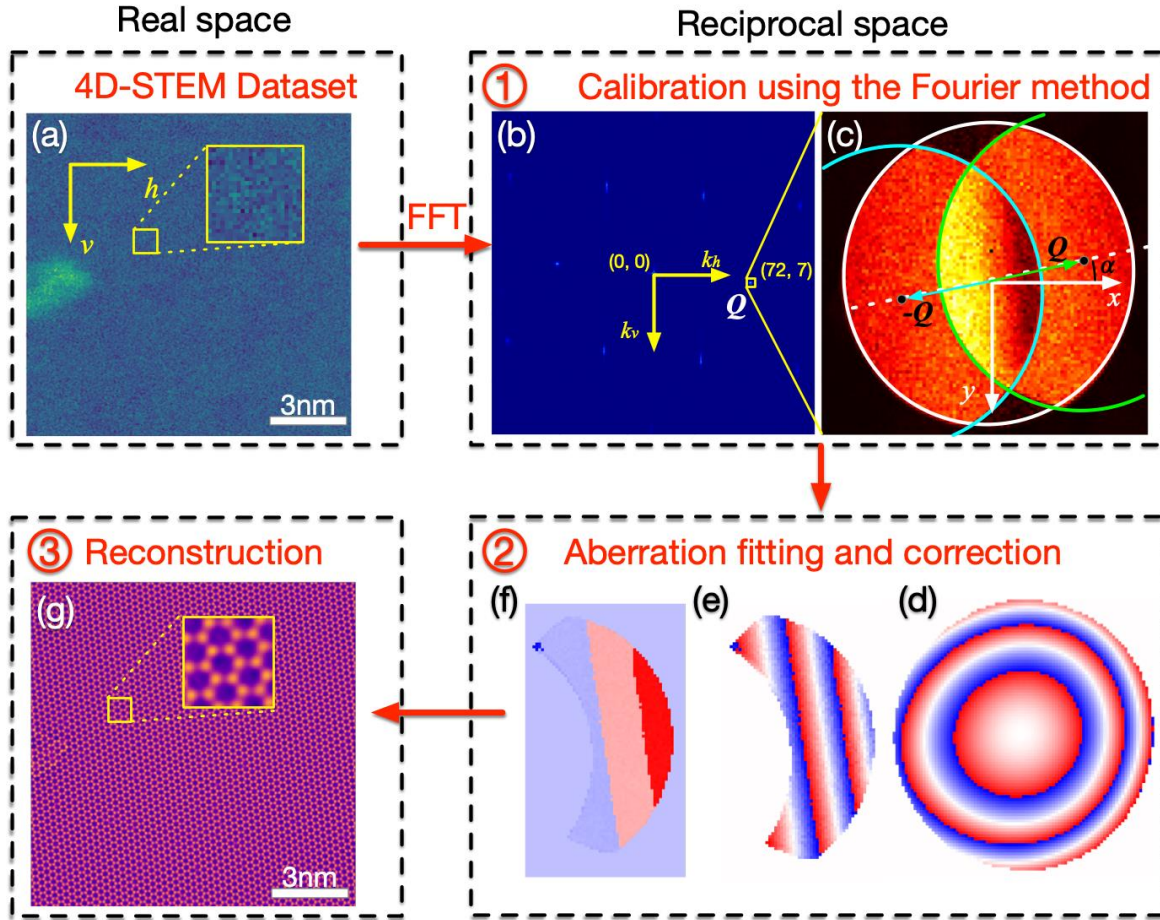 Real space
Reciprocal space
4D-STEM Dataset
① Calibration using the Fourier method
(a)
h
v
3nm
FFT
(b)
(0, 0)
kh
(72, 7)
Q
kv
(c)
Q
α
-Q
x
y
③ Reconstruction
(g)
3nm
② Aberration fitting and correction
(f)
(e)
(d)